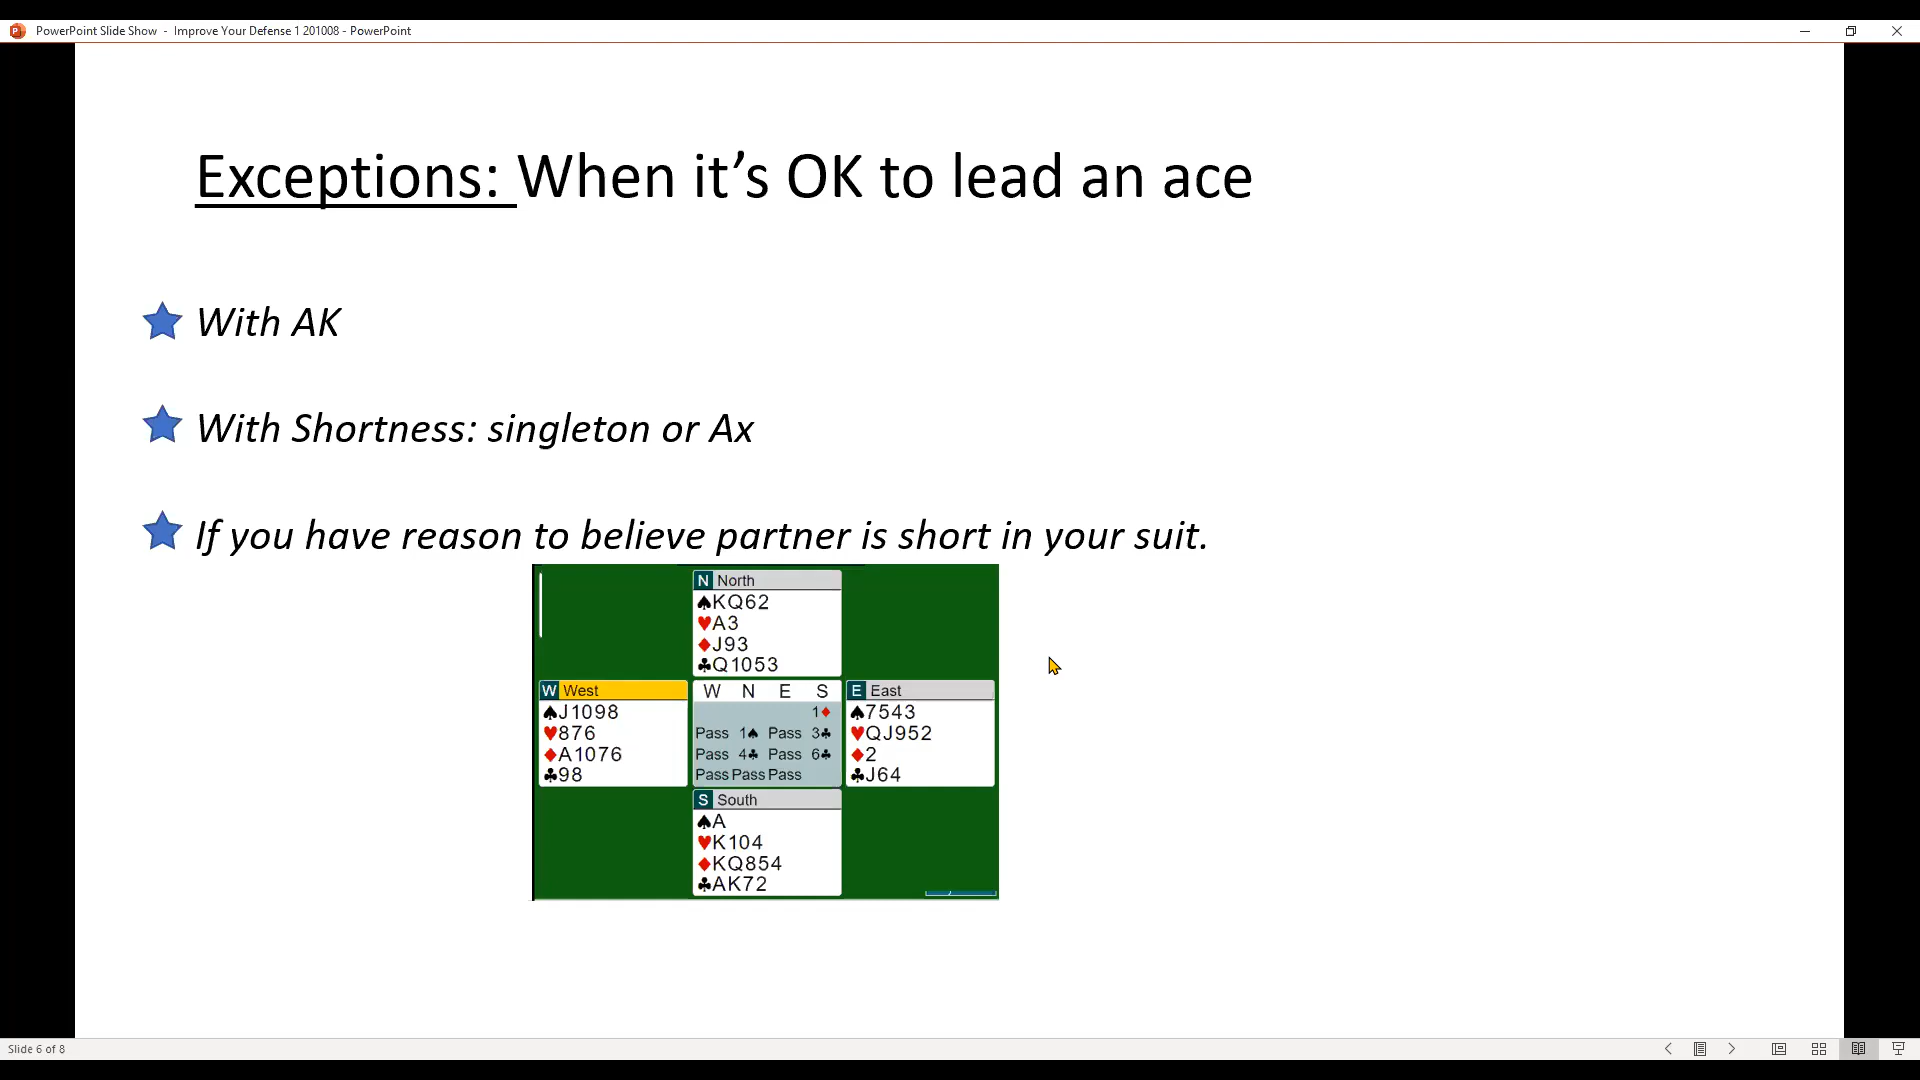 PowerPoint Slide Show - Improve Your Defense 1 201008 - PowerPoint
Exceptions: When it's OK to lead an ace
With AK
With Shortness: singleton or Ax
If you have reason to believe partner is short in your suit.
N North
♠KQ62
♥A3
♦J93
♣Q1053
W West
♠J1098
♥876
♦A1076
♣98
W N E S
1♦
Pass 1♠ Pass 3♣
Pass 4♣ Pass 6♣
Pass Pass Pass
E East
♠7543
♥QJ952
♦2
♣J64
S South
♠A
♥K104
♦KQ854
♣AK72
Slide 6 of 8